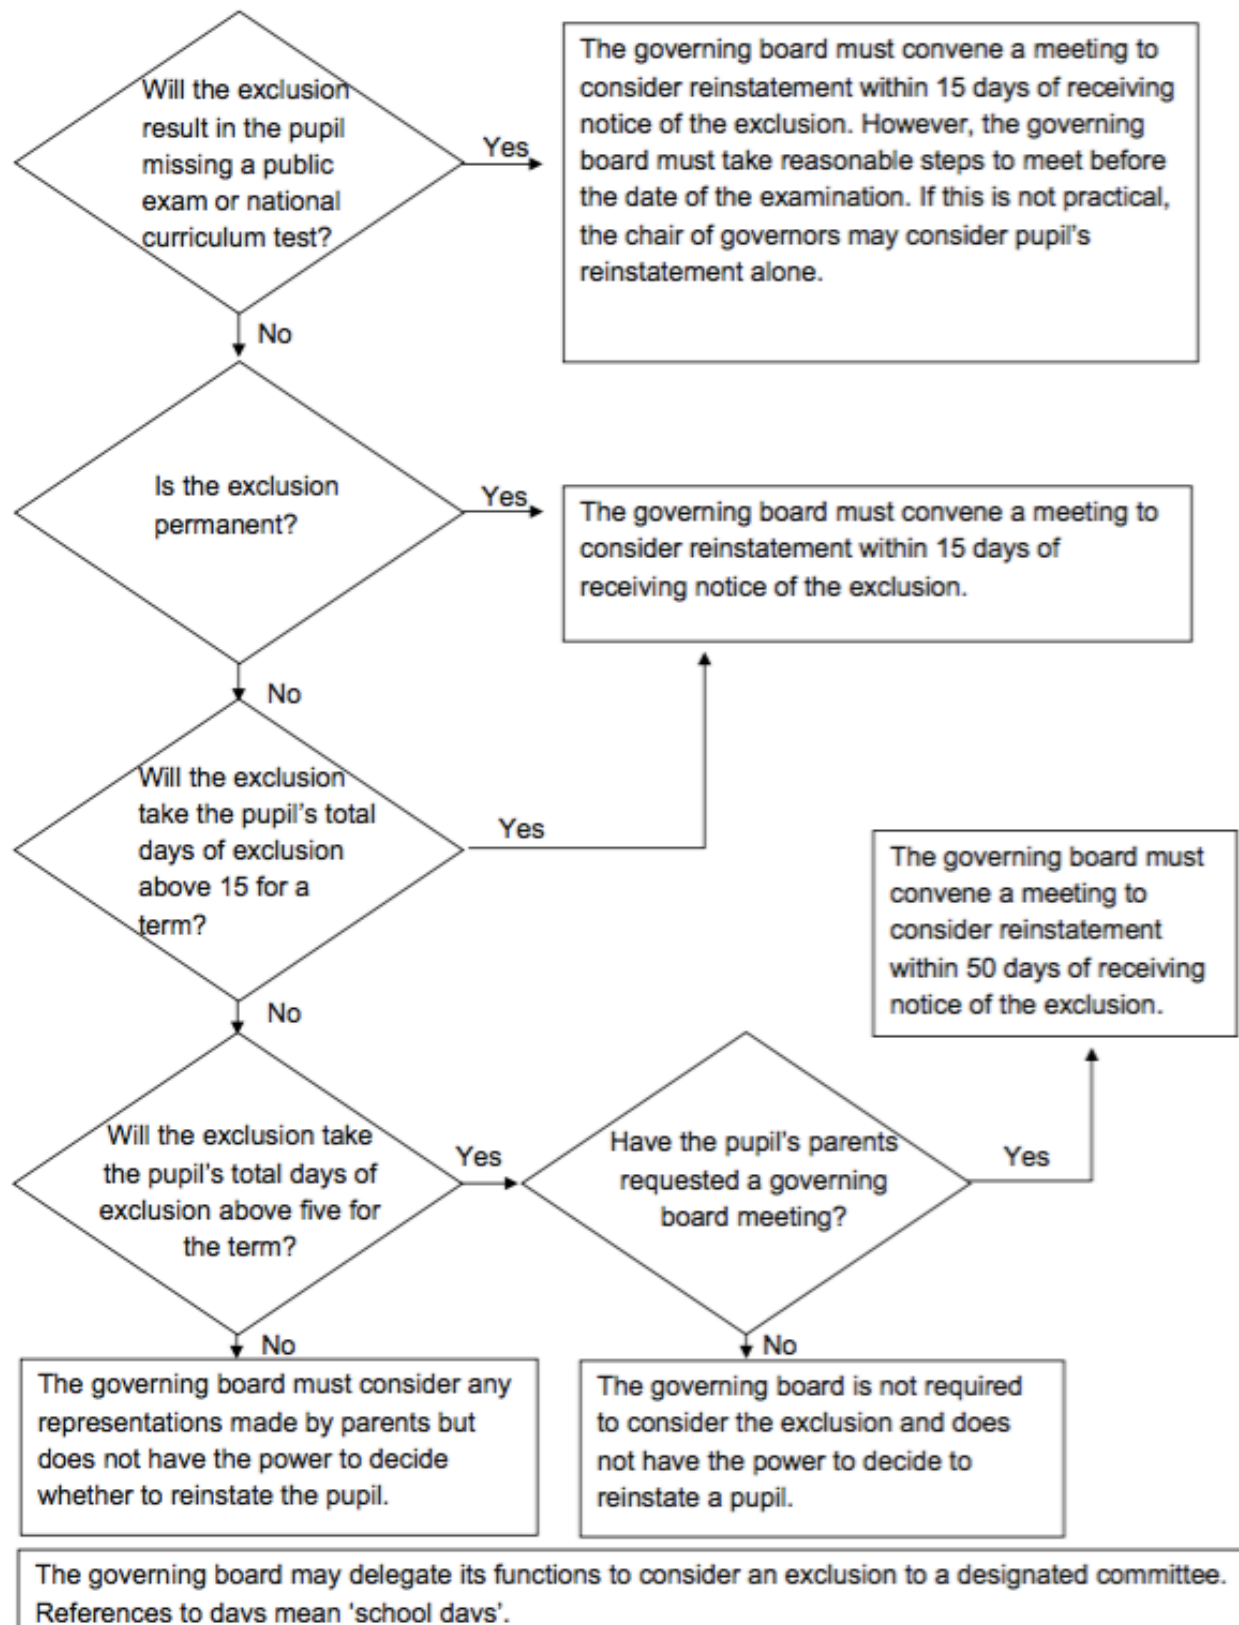 Will the exclusion
result in the pupil
missing a public
exam or national
curriculum test?
Yes
The governing board must convene a meeting to
consider reinstatement within 15 days of receiving
notice of the exclusion. However, the governing
board must take reasonable steps to meet before
the date of the examination. If this is not practical,
the chair of governors may consider pupil's
reinstatement alone.
No
Is the exclusion
permanent?
Yes
The governing board must convene a meeting to
consider reinstatement within 15 days of
receiving notice of the exclusion.
No
Will the exclusion
take the pupil's total
days of exclusion
above 15 for a
term?
Yes
The governing board must
convene a meeting to
consider reinstatement
within 50 days of receiving
notice of the exclusion.
No
Will the exclusion take
the pupil's total days of
exclusion above five for
the term?
Yes
Have the pupil's parents
requested a governing
board meeting?
Yes
No
The governing board must consider any
representations made by parents but
does not have the power to decide
whether to reinstate the pupil.
No
The governing board is not required
to consider the exclusion and does
not have the power to decide to
reinstate a pupil.
The governing board may delegate its functions to consider an exclusion to a designated committee.
References to days mean 'school days'.